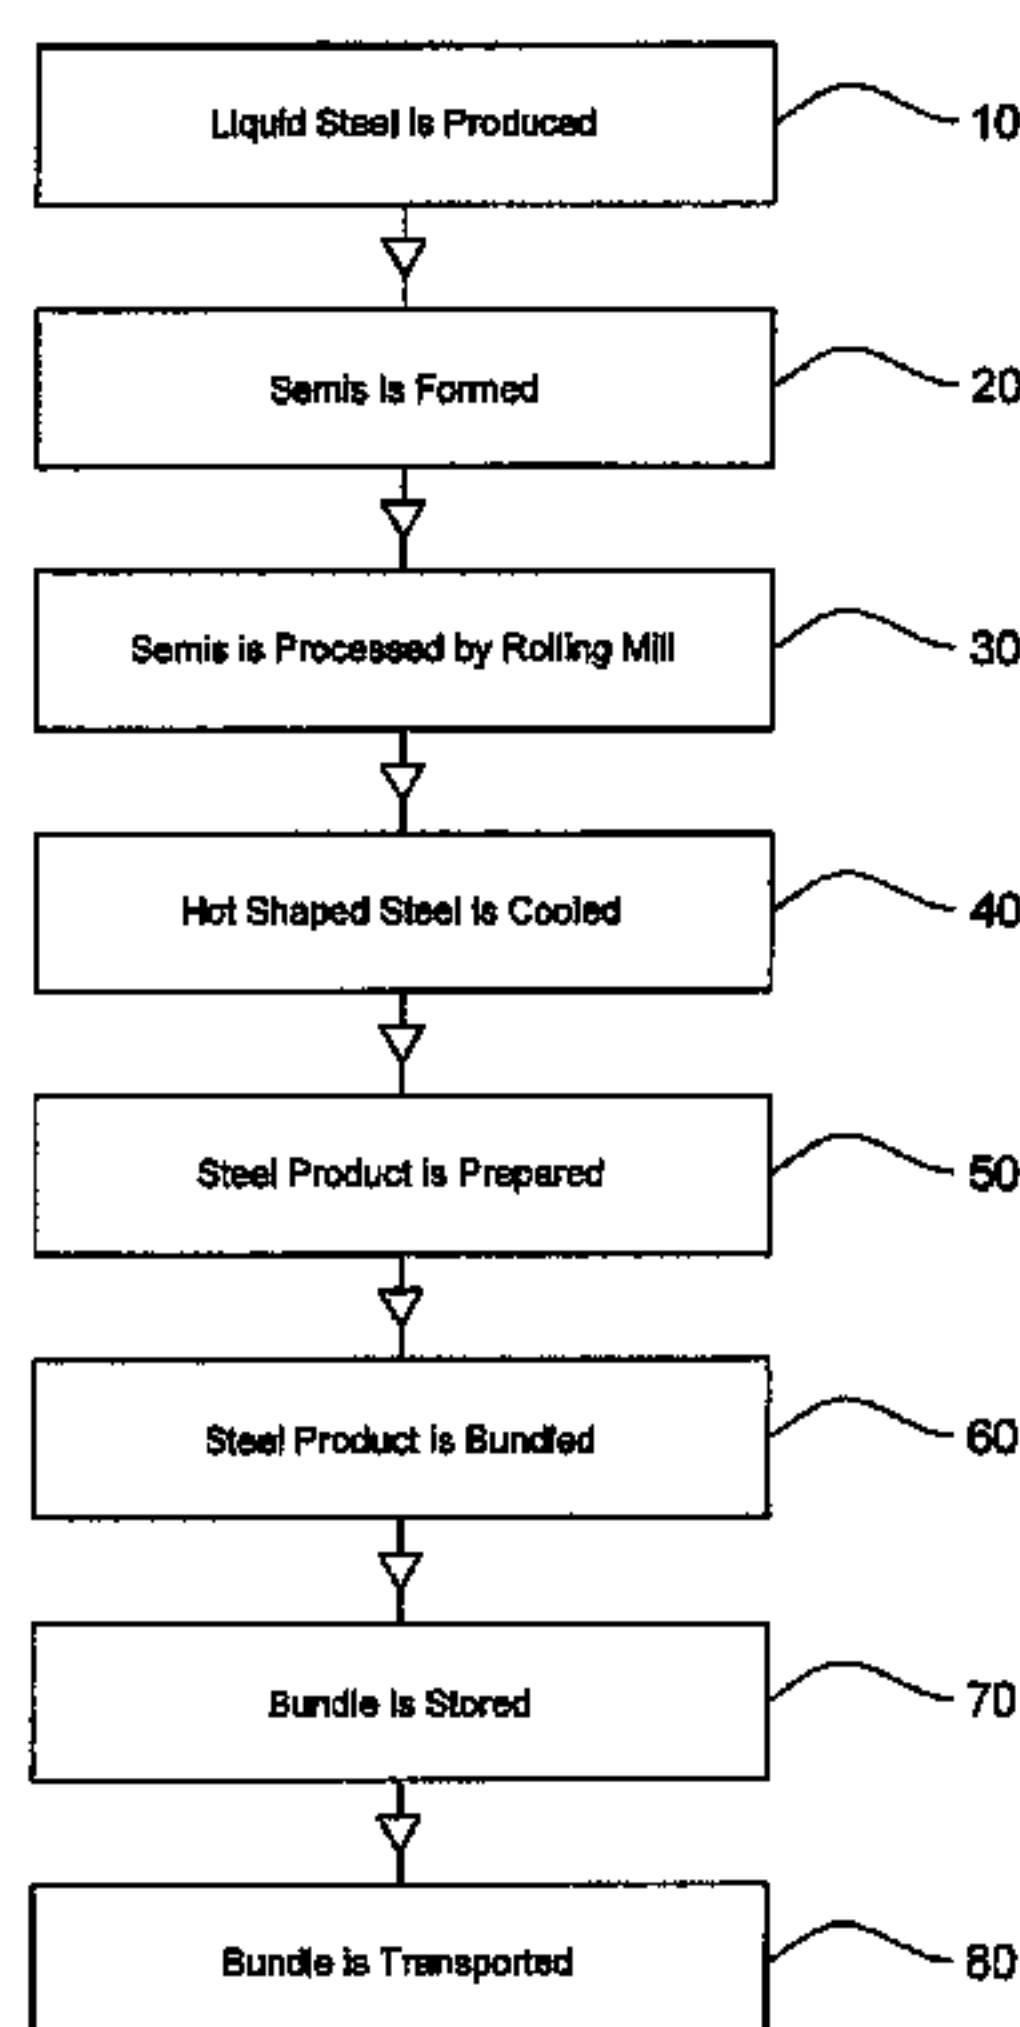 Liquid Steel is Produced
10
Semis is Formed
20
Semis is Processed by Rolling Mill
30
Hot Shaped Steel is Cooled
40
Steel Product is Prepared
50
Steel Product is Bundled
60
Bundle is Stored
70
Bundle is Transported
80